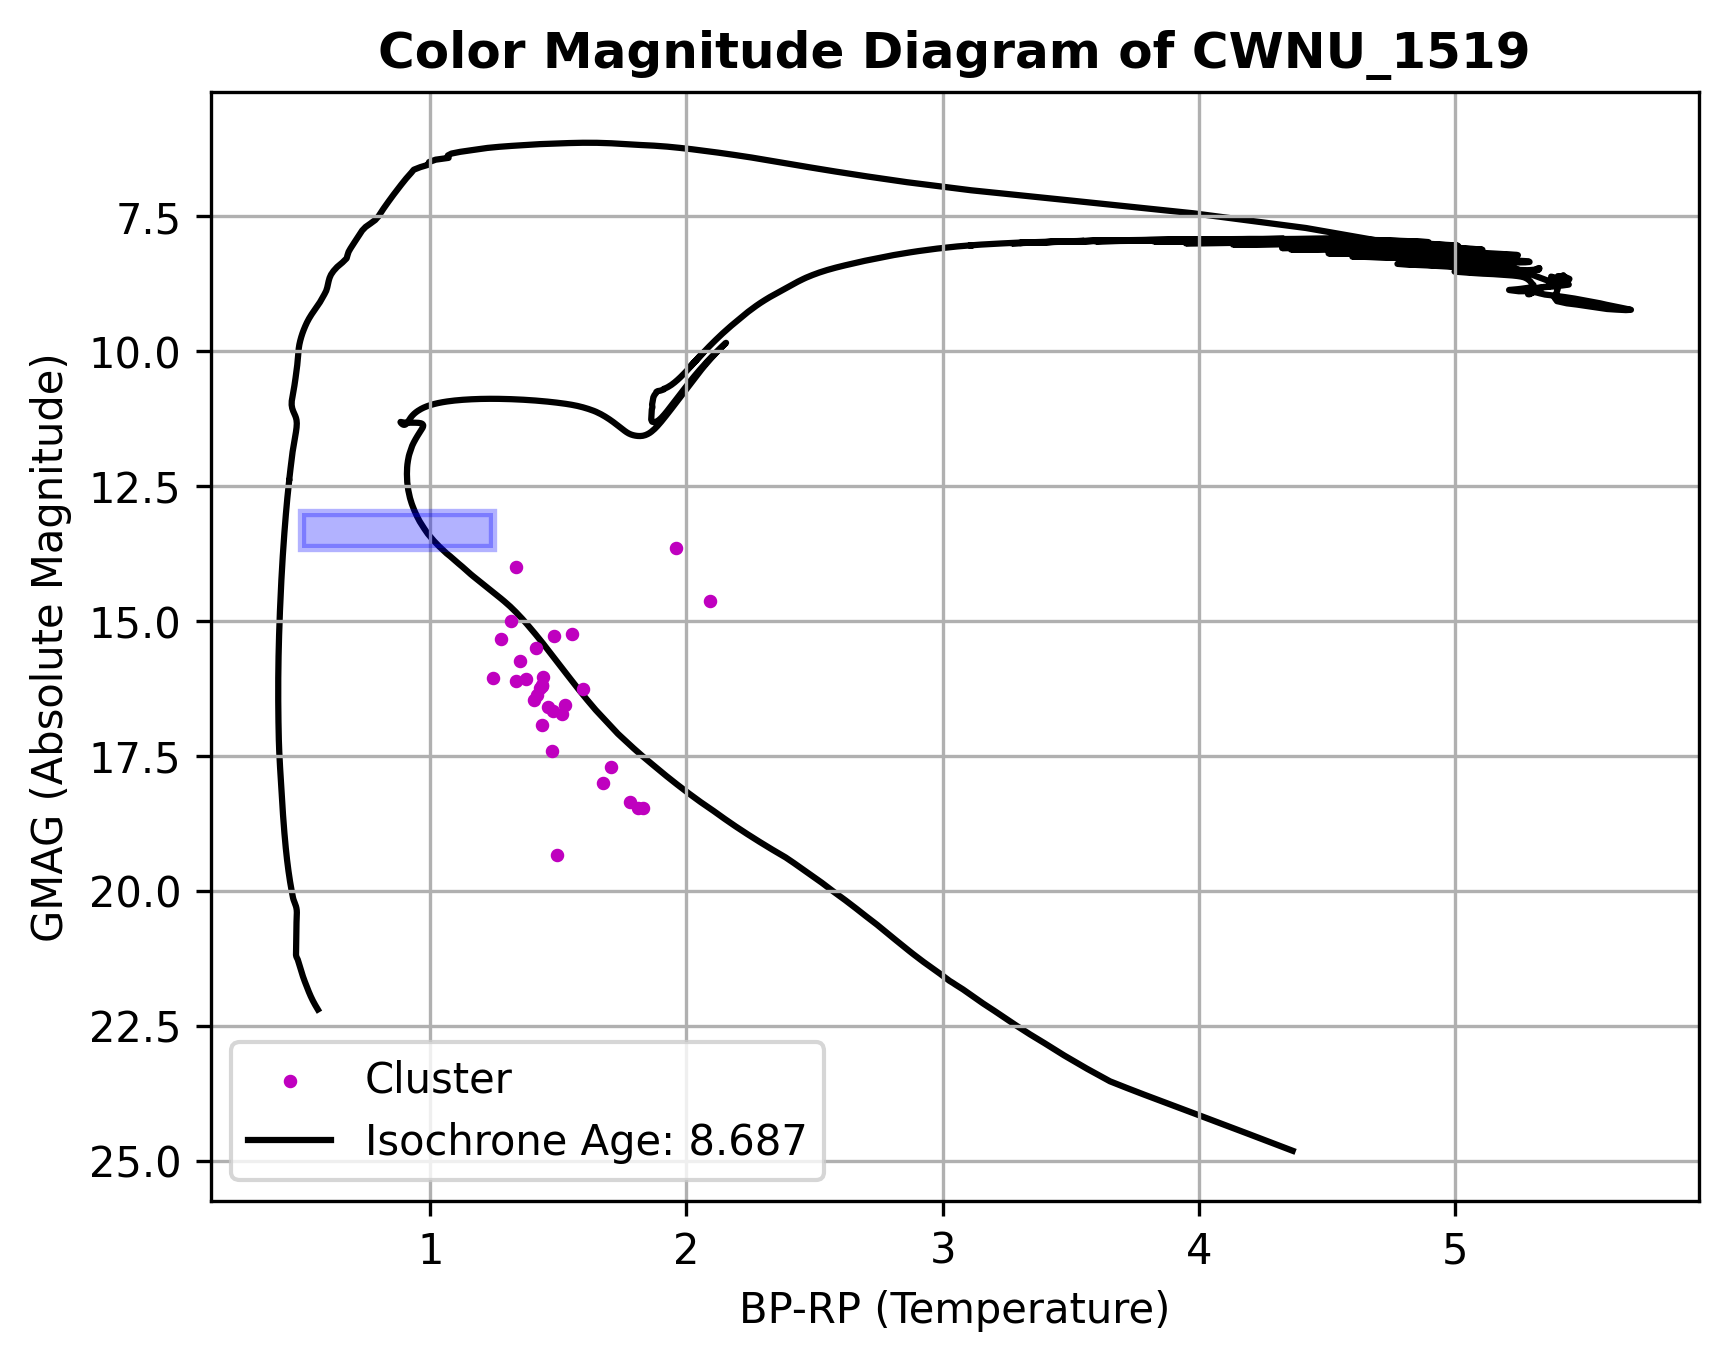 Color Magnitude Diagram of CWNU_1519
GMAG (Absolute Magnitude)
7.5
10.0
12.5
15.0
17.5
20.0
22.5
25.0
Cluster
Isochrone Age: 8.687
1
2
3
4
5
BP-RP (Temperature)